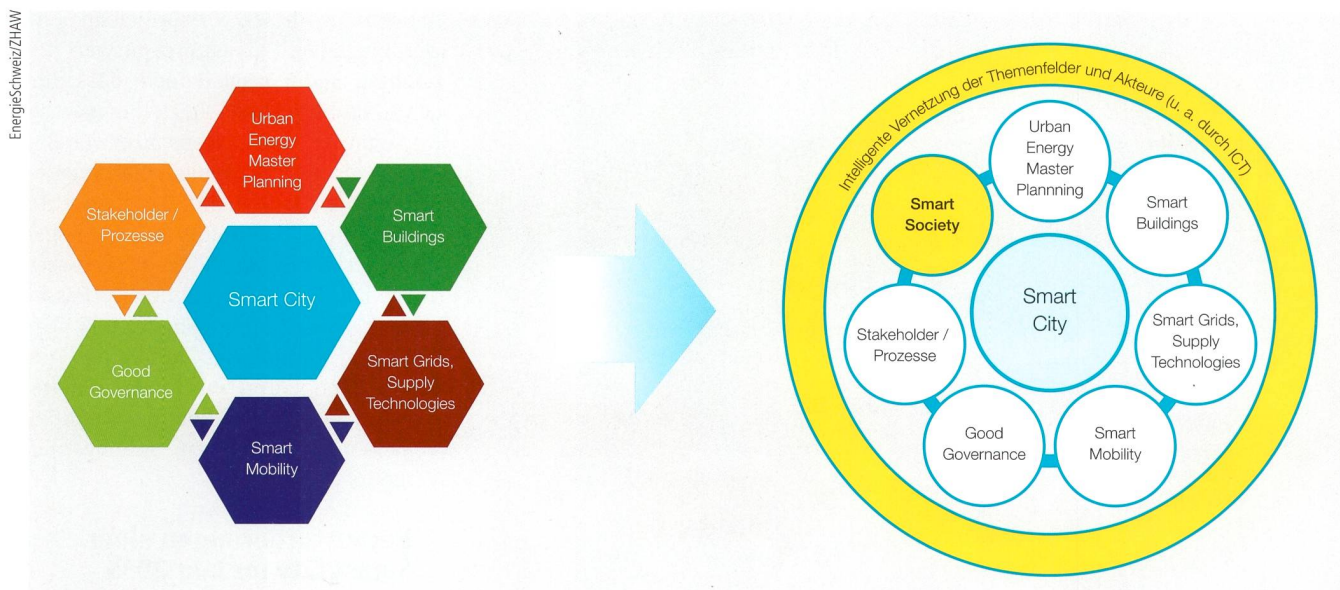 EnergieSchweiz/ZHAW
Urban
Energy
Master
Planning
Stakeholder /
Prozesse
Smart
Buildings
Smart City
Good
Governance
Smart Grids,
Supply
Technologies
Smart
Mobility
Intelligente Vernetzung der Themenfelder und Akteure (u. a. durch ICT)
Urban
Energy
Master
Plannning
Smart
Society
Smart
Buildings
Smart
City
Stakeholder /
Prozesse
Smart Grids,
Supply
Technologies
Good
Governance
Smart
Mobility